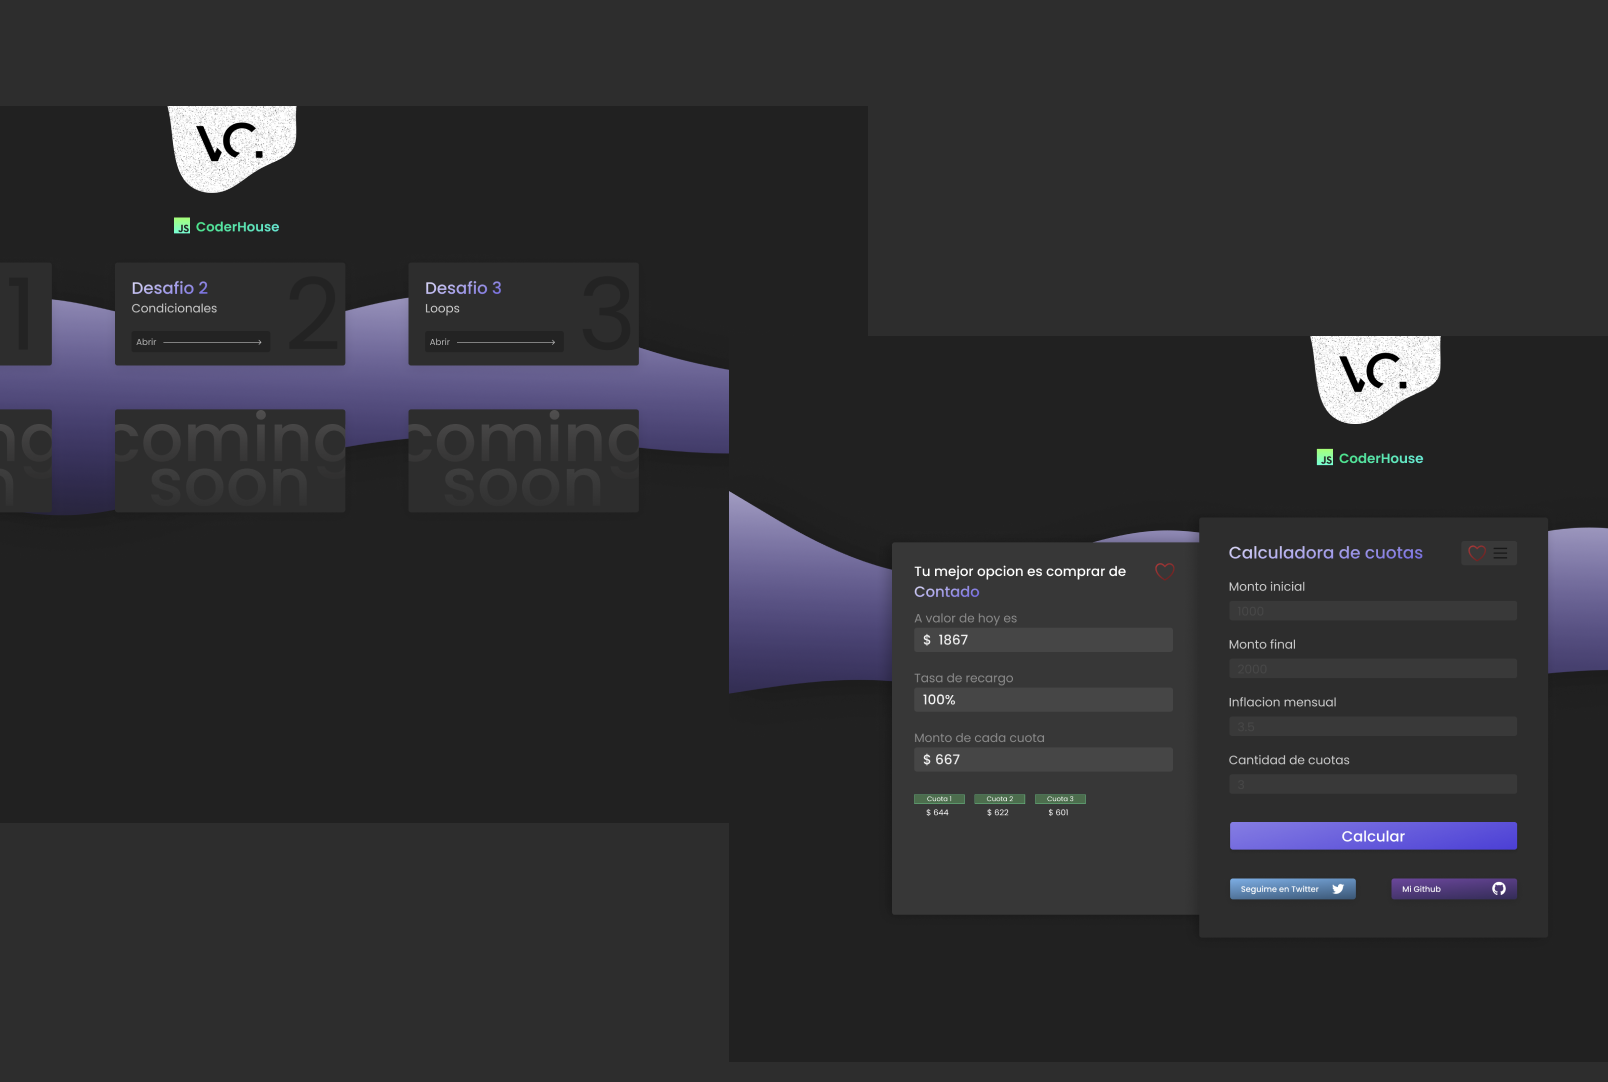 VC.
JS CoderHouse
1
Desafio 2
Condicionales
Abrir
2
Desafio 3
Loops
Abrir
3
coming
soon
coming
soon
VC.
JS CoderHouse
Tu mejor opcion es comprar de
Contado
A valor de hoy es
$ 1867
Tasa de recargo
100%
Monto de cada cuota
$ 667
Cuota 1
Cuota 2
Cuota 3
$ 644
$ 622
$ 601
Calculadora de cuotas
Monto inicial
1000
Monto final
2000
Inflacion mensual
3.5
Cantidad de cuotas
3
Calcular
Seguime en Twitter
Mi Github